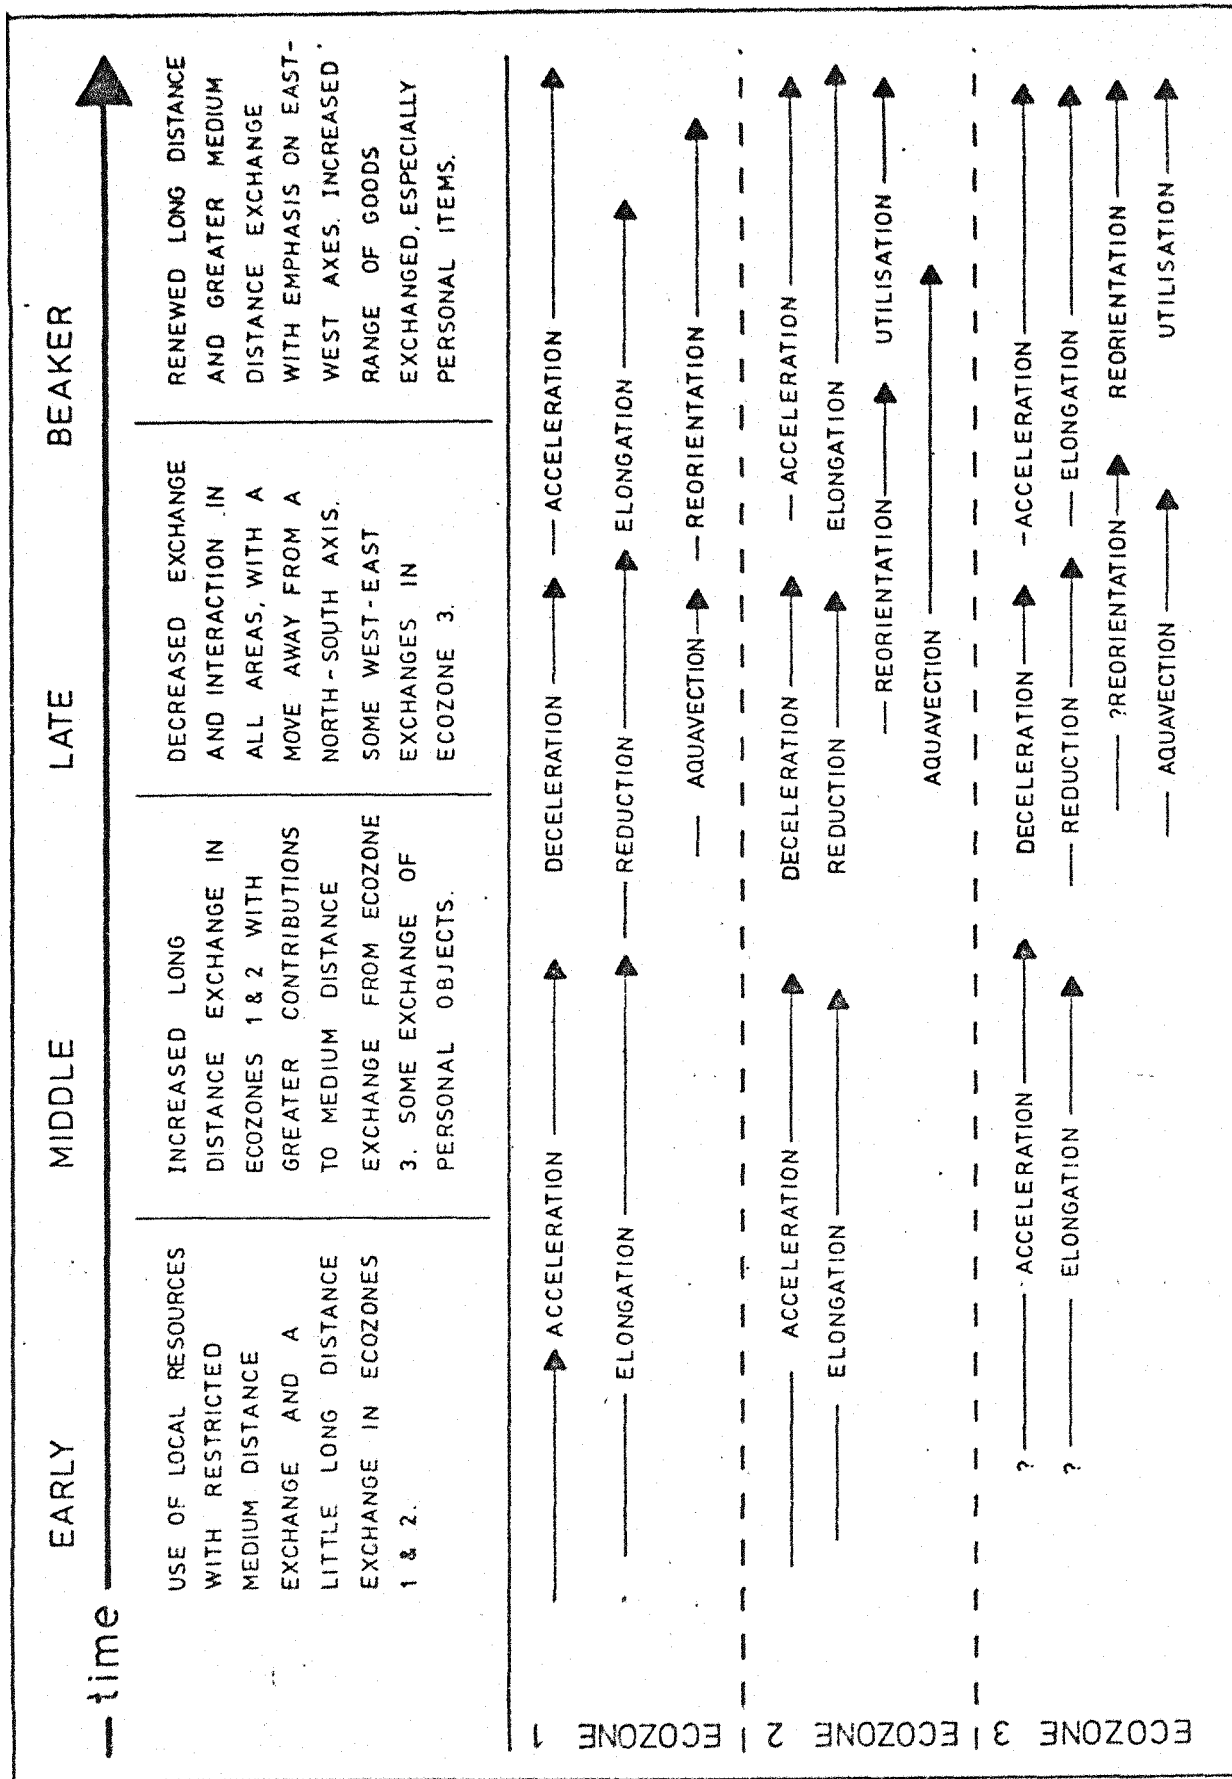 EARLY
MIDDLE
LATE
BEAKER
time
USE OF LOCAL RESOURCES
WITH RESTRICTED
MEDIUM DISTANCE
EXCHANGE AND A
LITTLE LONG DISTANCE
EXCHANGE IN ECOZONES
1 & 2.
INCREASED LONG
DISTANCE EXCHANGE IN
ECOZONES 1 & 2 WITH
GREATER CONTRIBUTIONS
TO MEDIUM DISTANCE
EXCHANGE FROM ECOZONE
3. SOME EXCHANGE OF
PERSONAL OBJECTS.
DECREASED EXCHANGE
AND INTERACTION IN
ALL AREAS, WITH A
MOVE AWAY FROM A
NORTH-SOUTH AXIS.
SOME WEST-EAST
EXCHANGES IN
ECOZONE 3.
RENEWED LONG DISTANCE
AND GREATER MEDIUM
DISTANCE EXCHANGE
WITH EMPHASIS ON EAST-
WEST AXES. INCREASED
RANGE OF GOODS
EXCHANGED, ESPECIALLY
PERSONAL ITEMS.
ECOZONE 1
ACCELERATION
DECELERATION
ACCELERATION
ELONGATION
REDUCTION
ELONGATION
AQUAVECTION
REORIENTATION
ECOZONE 2
ACCELERATION
DECELERATION
ACCELERATION
ELONGATION
REDUCTION
ELONGATION
REORIENTATION
UTILISATION
AQUAVECTION
ECOZONE 3
? ACCELERATION
DECELERATION
ACCELERATION
? ELONGATION
REDUCTION
ELONGATION
?REORIENTATION
REORIENTATION
AQUAVECTION
UTILISATION